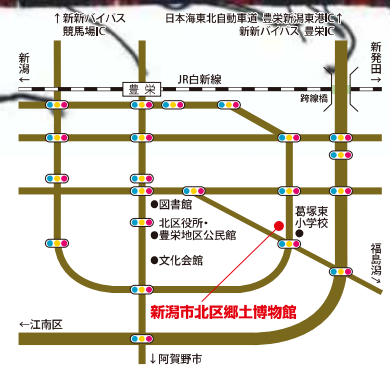 ↑新新バイパス
競馬場IC
日本海東北自動車道 豊栄新潟東港IC↑
新新バイパス 豊栄IC
新潟←
豊栄
JR白新線
跨線橋
新発田→
●図書館
北区役所・
●豊栄地区公民館
●文化会館
葛塚東
小学校
新潟市北区郷土博物館
福島潟→
←江南区
↓阿賀野市